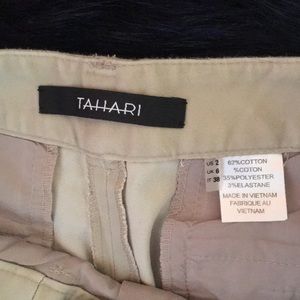 TAHARI
US 2
UK 6
IT 38
62%COTTON
%COTON
35%POLYESTER
3%ELASTANE
MADE IN VIETNAM
FABRIQUE AU
VIETNAM